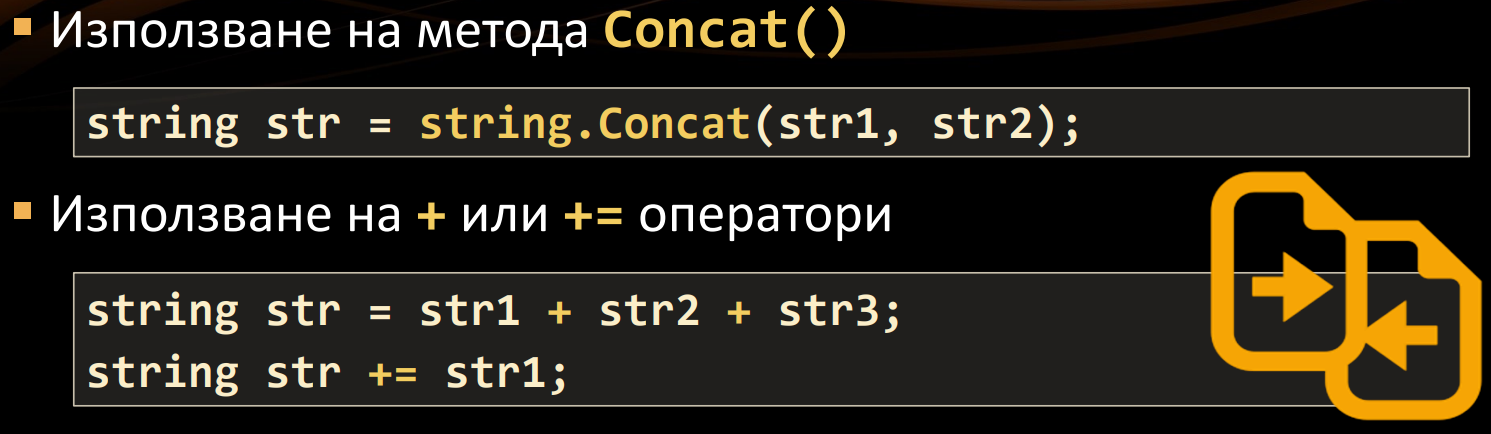 Използване на метода Concat()
string str = string.Concat(str1, str2);
Използване на + или += оператори
string str = str1 + str2 + str3;
string str += str1;